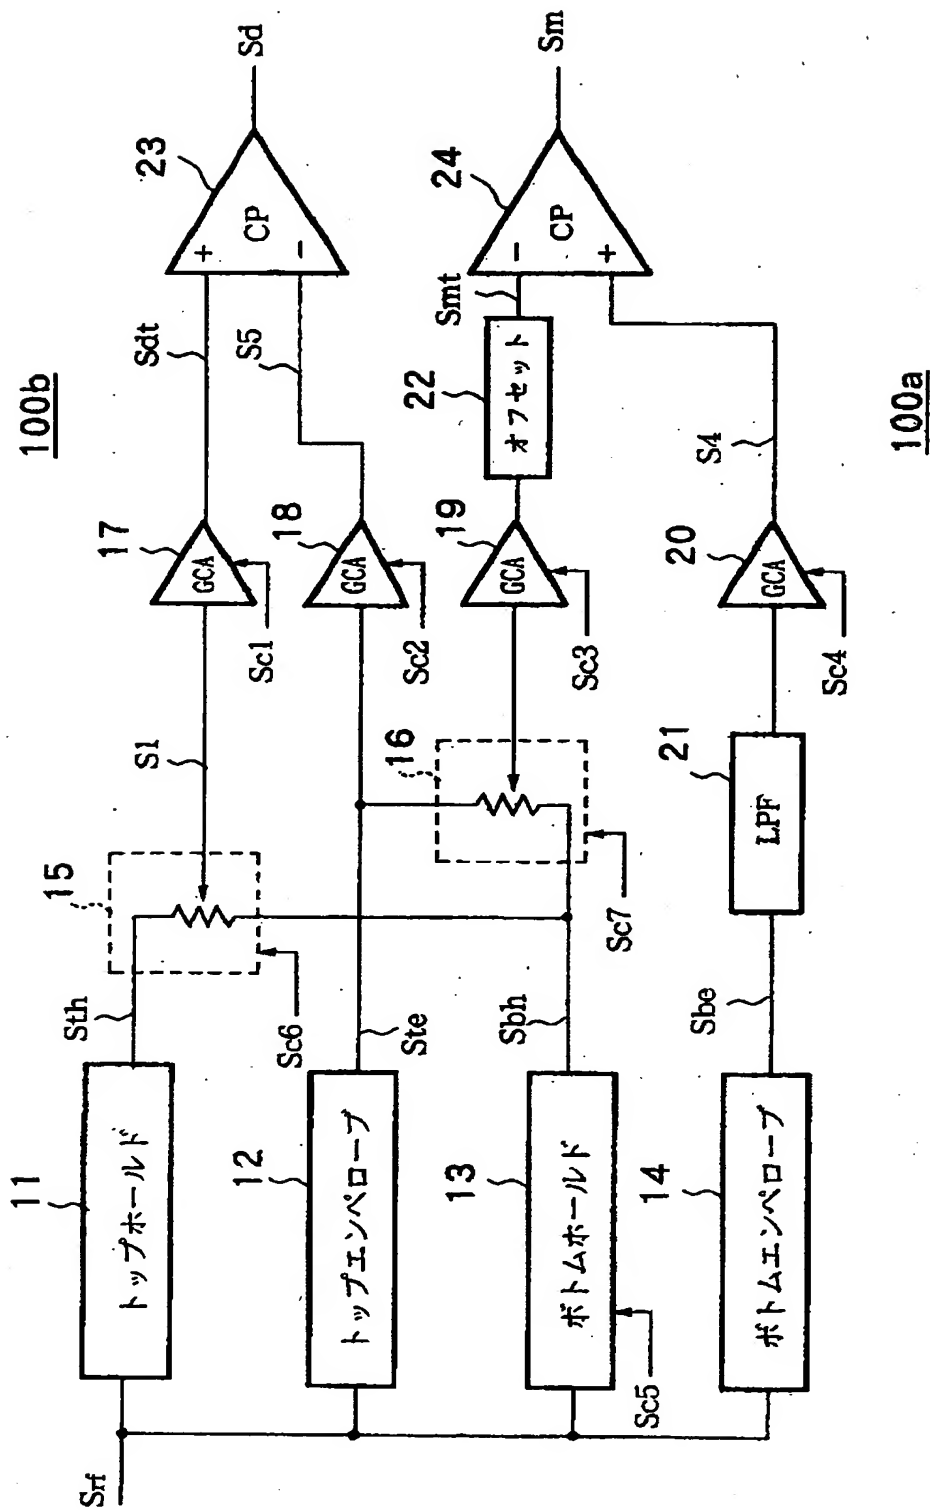 100b
100a
Srf
11
トップホールド
Sth
15
Sc6
S1
17
GCA
Sc1
Sdt
23
+
CP
−
Sd
12
トップエンベロープ
Ste
18
GCA
Sc2
S5
13
ボトムホールド
Sc5
Sbh
16
Sc7
19
GCA
Sc3
22
オフセット
Smt
24
−
CP
+
Sm
14
ボトムエンベロープ
Sbe
21
LPF
20
GCA
Sc4
S4